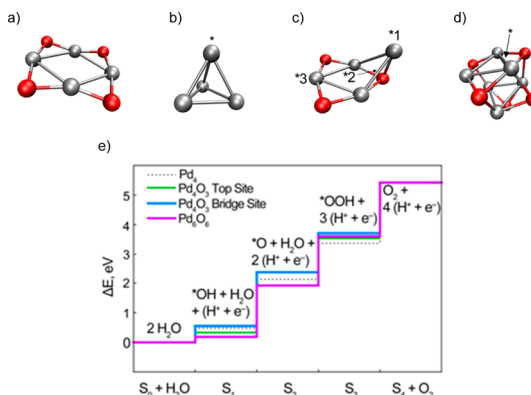 a)
b)
c)
d)
*
*1
*2
*3
*
e)
Pd₄
Pd₄O₃ Top Site
Pd₄O₃ Bridge Site
Pd₆O₆
5
4
3
2
1
0
ΔE, eV
2 H₂O
*OH + H₂O
+ (H⁺ + e⁻)
*O + H₂O +
2 (H⁺ + e⁻)
*OOH +
3 (H⁺ + e⁻)
O₂ +
4 (H⁺ + e⁻)
S₀ + H₂O
S₁
S₂
S₃
S₄ + O₂